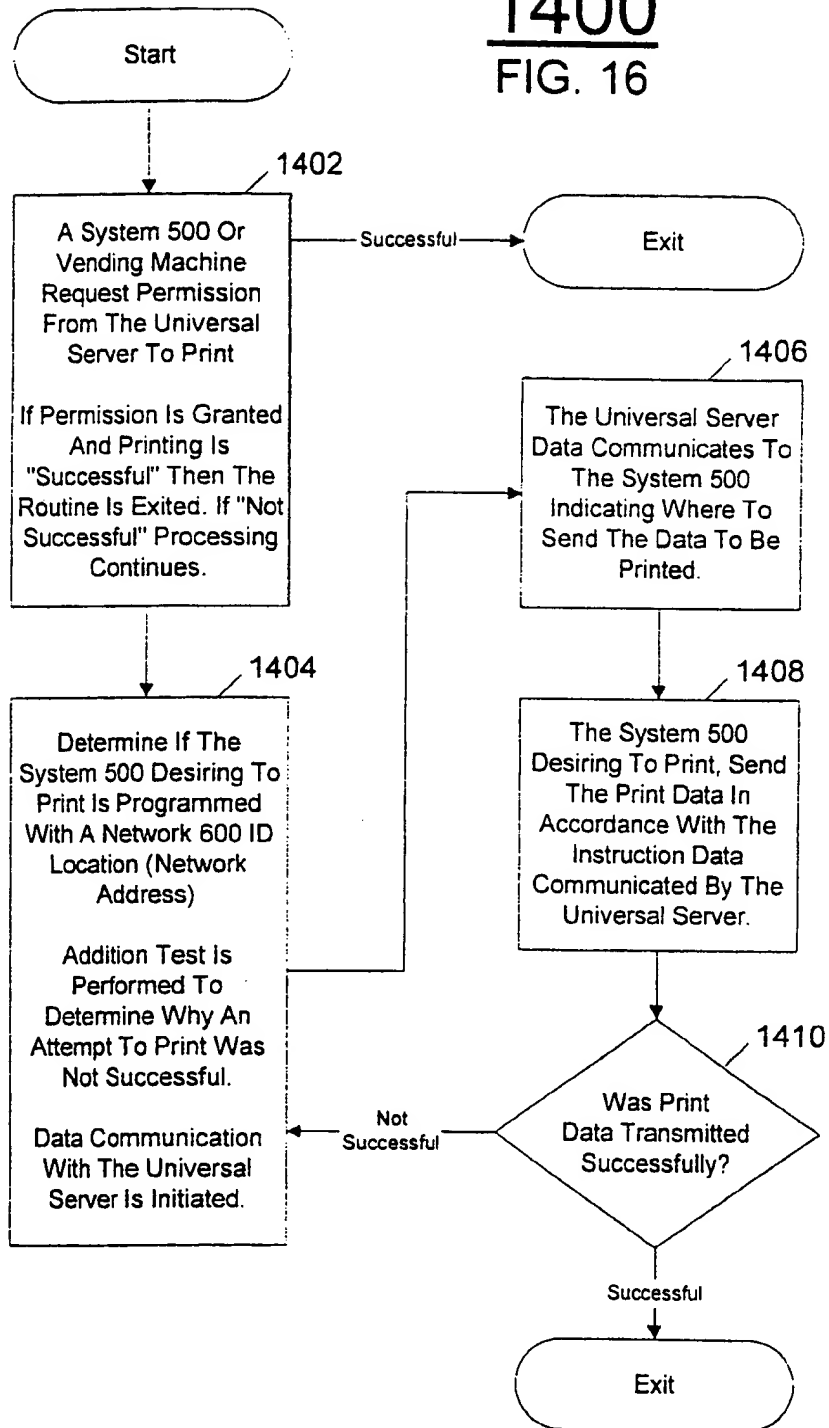 1400
FIG. 16
Start
1402
A System 500 Or
Vending Machine
Request Permission
From The Universal
Server To Print
If Permission Is Granted
And Printing Is
"Successful" Then The
Routine Is Exited. If "Not
Successful" Processing
Continues.
Successful
Exit
1404
Determine If The
System 500 Desiring To
Print Is Programmed
With A Network 600 ID
Location (Network
Address)
Addition Test Is
Performed To
Determine Why An
Attempt To Print Was
Not Successful.
Data Communication
With The Universal
Server Is Initiated.
1406
The Universal Server
Data Communicates To
The System 500
Indicating Where To
Send The Data To Be
Printed.
1408
The System 500
Desiring To Print, Send
The Print Data In
Accordance With The
Instruction Data
Communicated By The
Universal Server.
1410
Was Print
Data Transmitted
Successfully?
Not
Successful
Successful
Exit